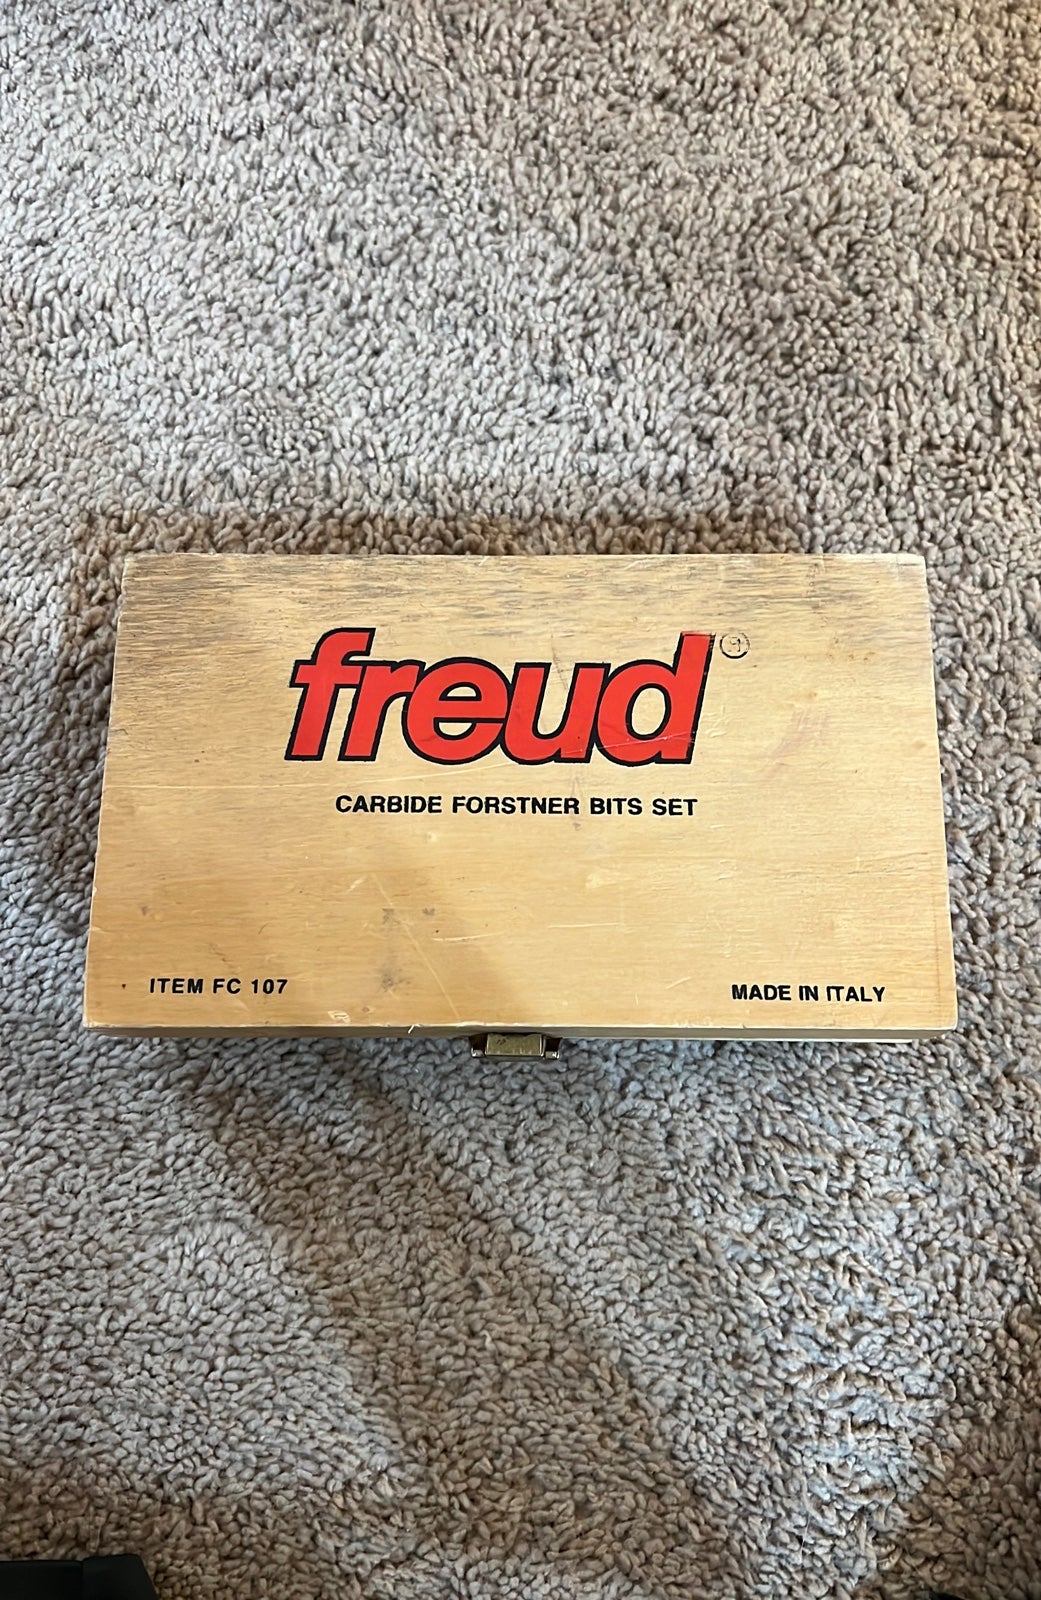 freud®
CARBIDE FORSTNER BITS SET
ITEM FC 107
MADE IN ITALY